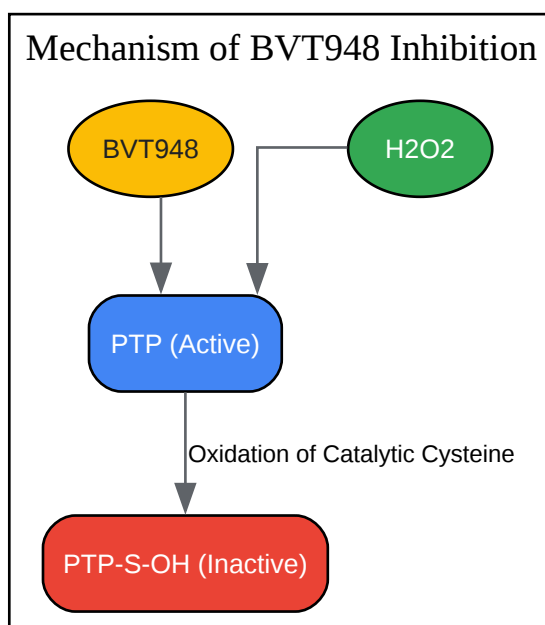 Mechanism of BVT948 Inhibition
BVT948
H2O2
PTP (Active)
Oxidation of Catalytic Cysteine
PTP-S-OH (Inactive)